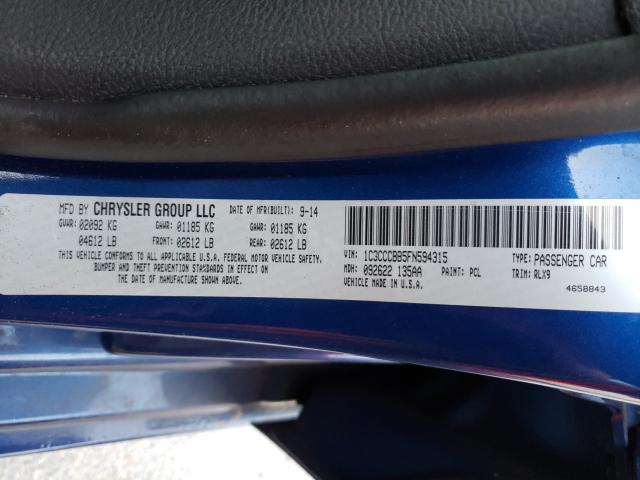 MFD BY CHRYSLER GROUP LLC DATE OF MFR(BUILT): 9-14
GVWR: 02092 KG GAWR: 01185 KG GAWR: 01185 KG
04612 LB FRONT: 02612 LB REAR: 02612 LB
THIS VEHICLE CONFORMS TO ALL APPLICABLE U.S.A. FEDERAL MOTOR VEHICLE SAFETY,
BUMPER AND THEFT PREVENTION STANDARDS IN EFFECT ON
THE DATE OF MANUFACTURE SHOWN ABOVE.
VIN: 1C3CCCBB5FN594315 TYPE: PASSENGER CAR
MDH: 092622 135AA PAINT: PCL TRIM: RLX9
VEHICLE MADE IN U.S.A.
4658843